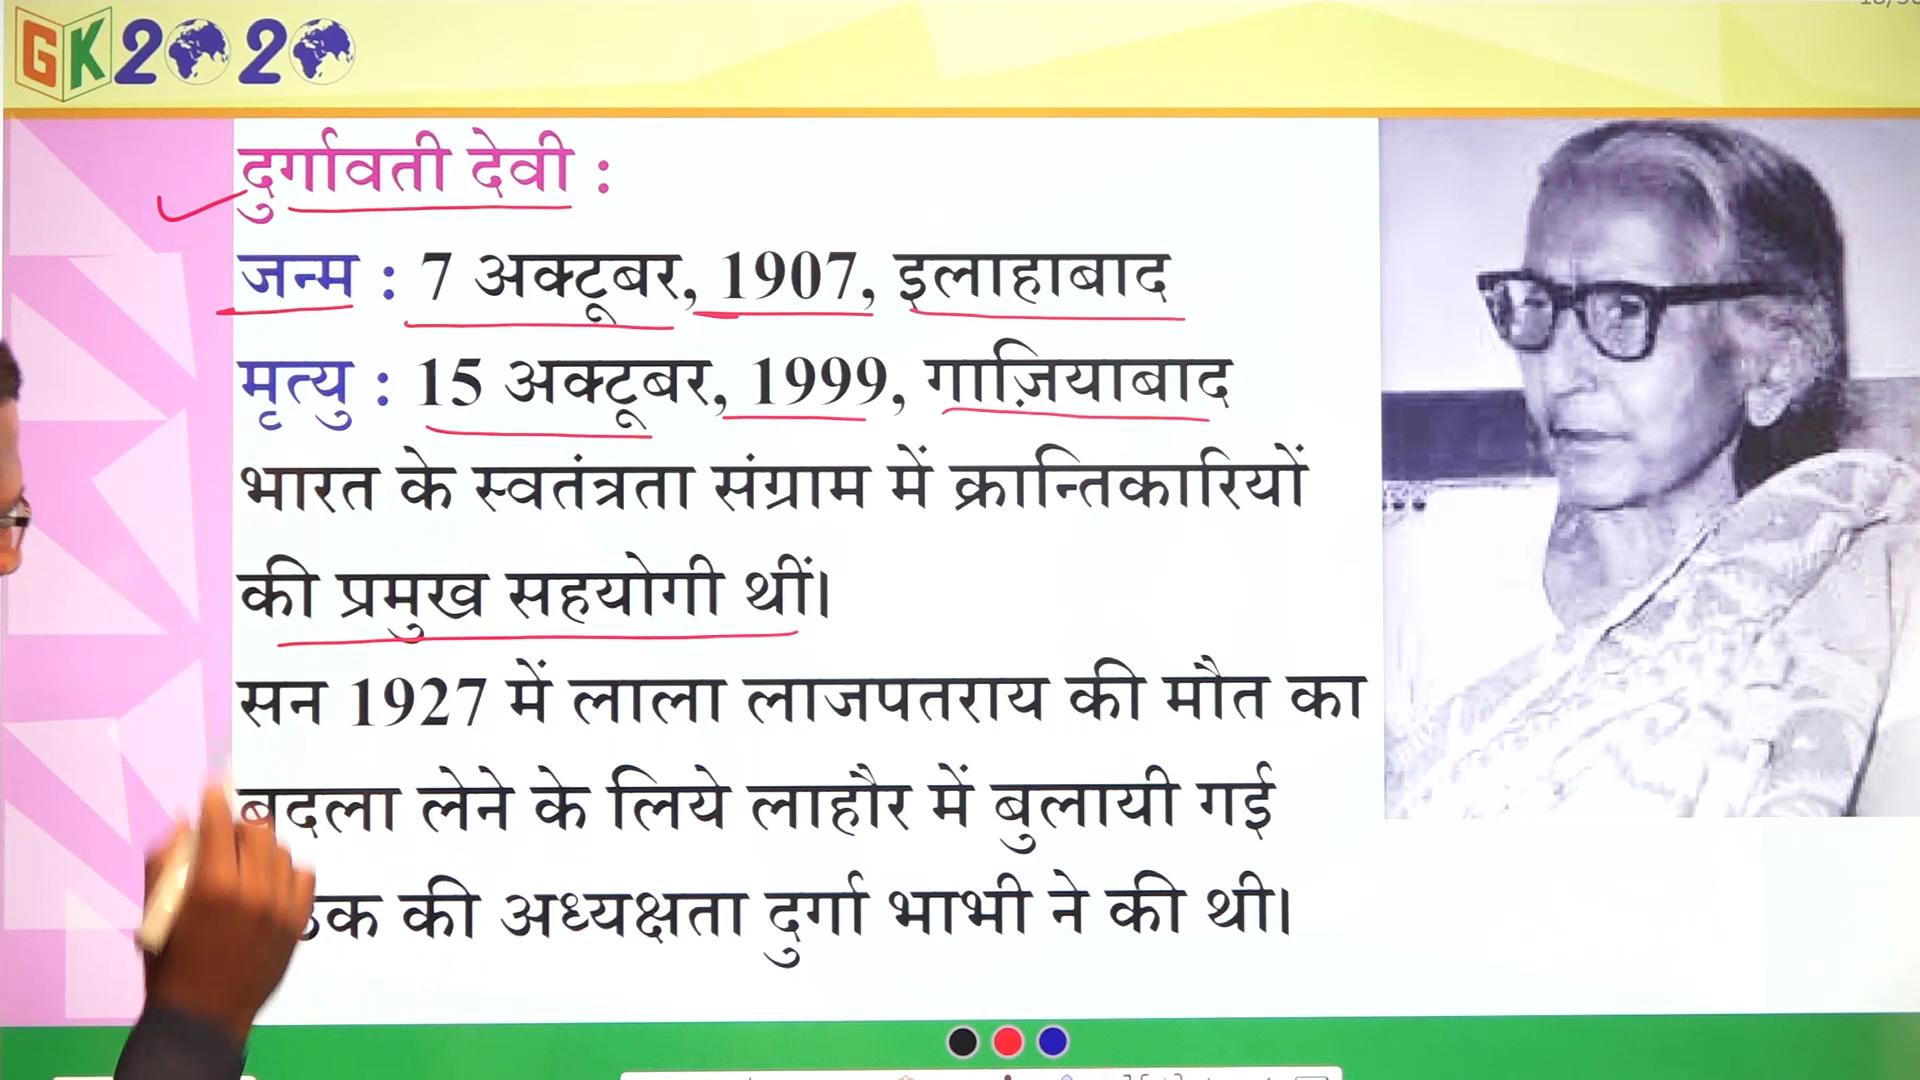 GK2020
दुर्गावती देवी :
जन्म : 7 अक्टूबर, 1907, इलाहाबाद
मृत्यु : 15 अक्टूबर, 1999, गाज़ियाबाद
भारत के स्वतंत्रता संग्राम में क्रान्तिकारियों
की प्रमुख सहयोगी थीं।
सन 1927 में लाला लाजपतराय की मौत का
बदला लेने के लिये लाहौर में बुलायी गई
की अध्यक्षता दुर्गा भाभी ने की थी।